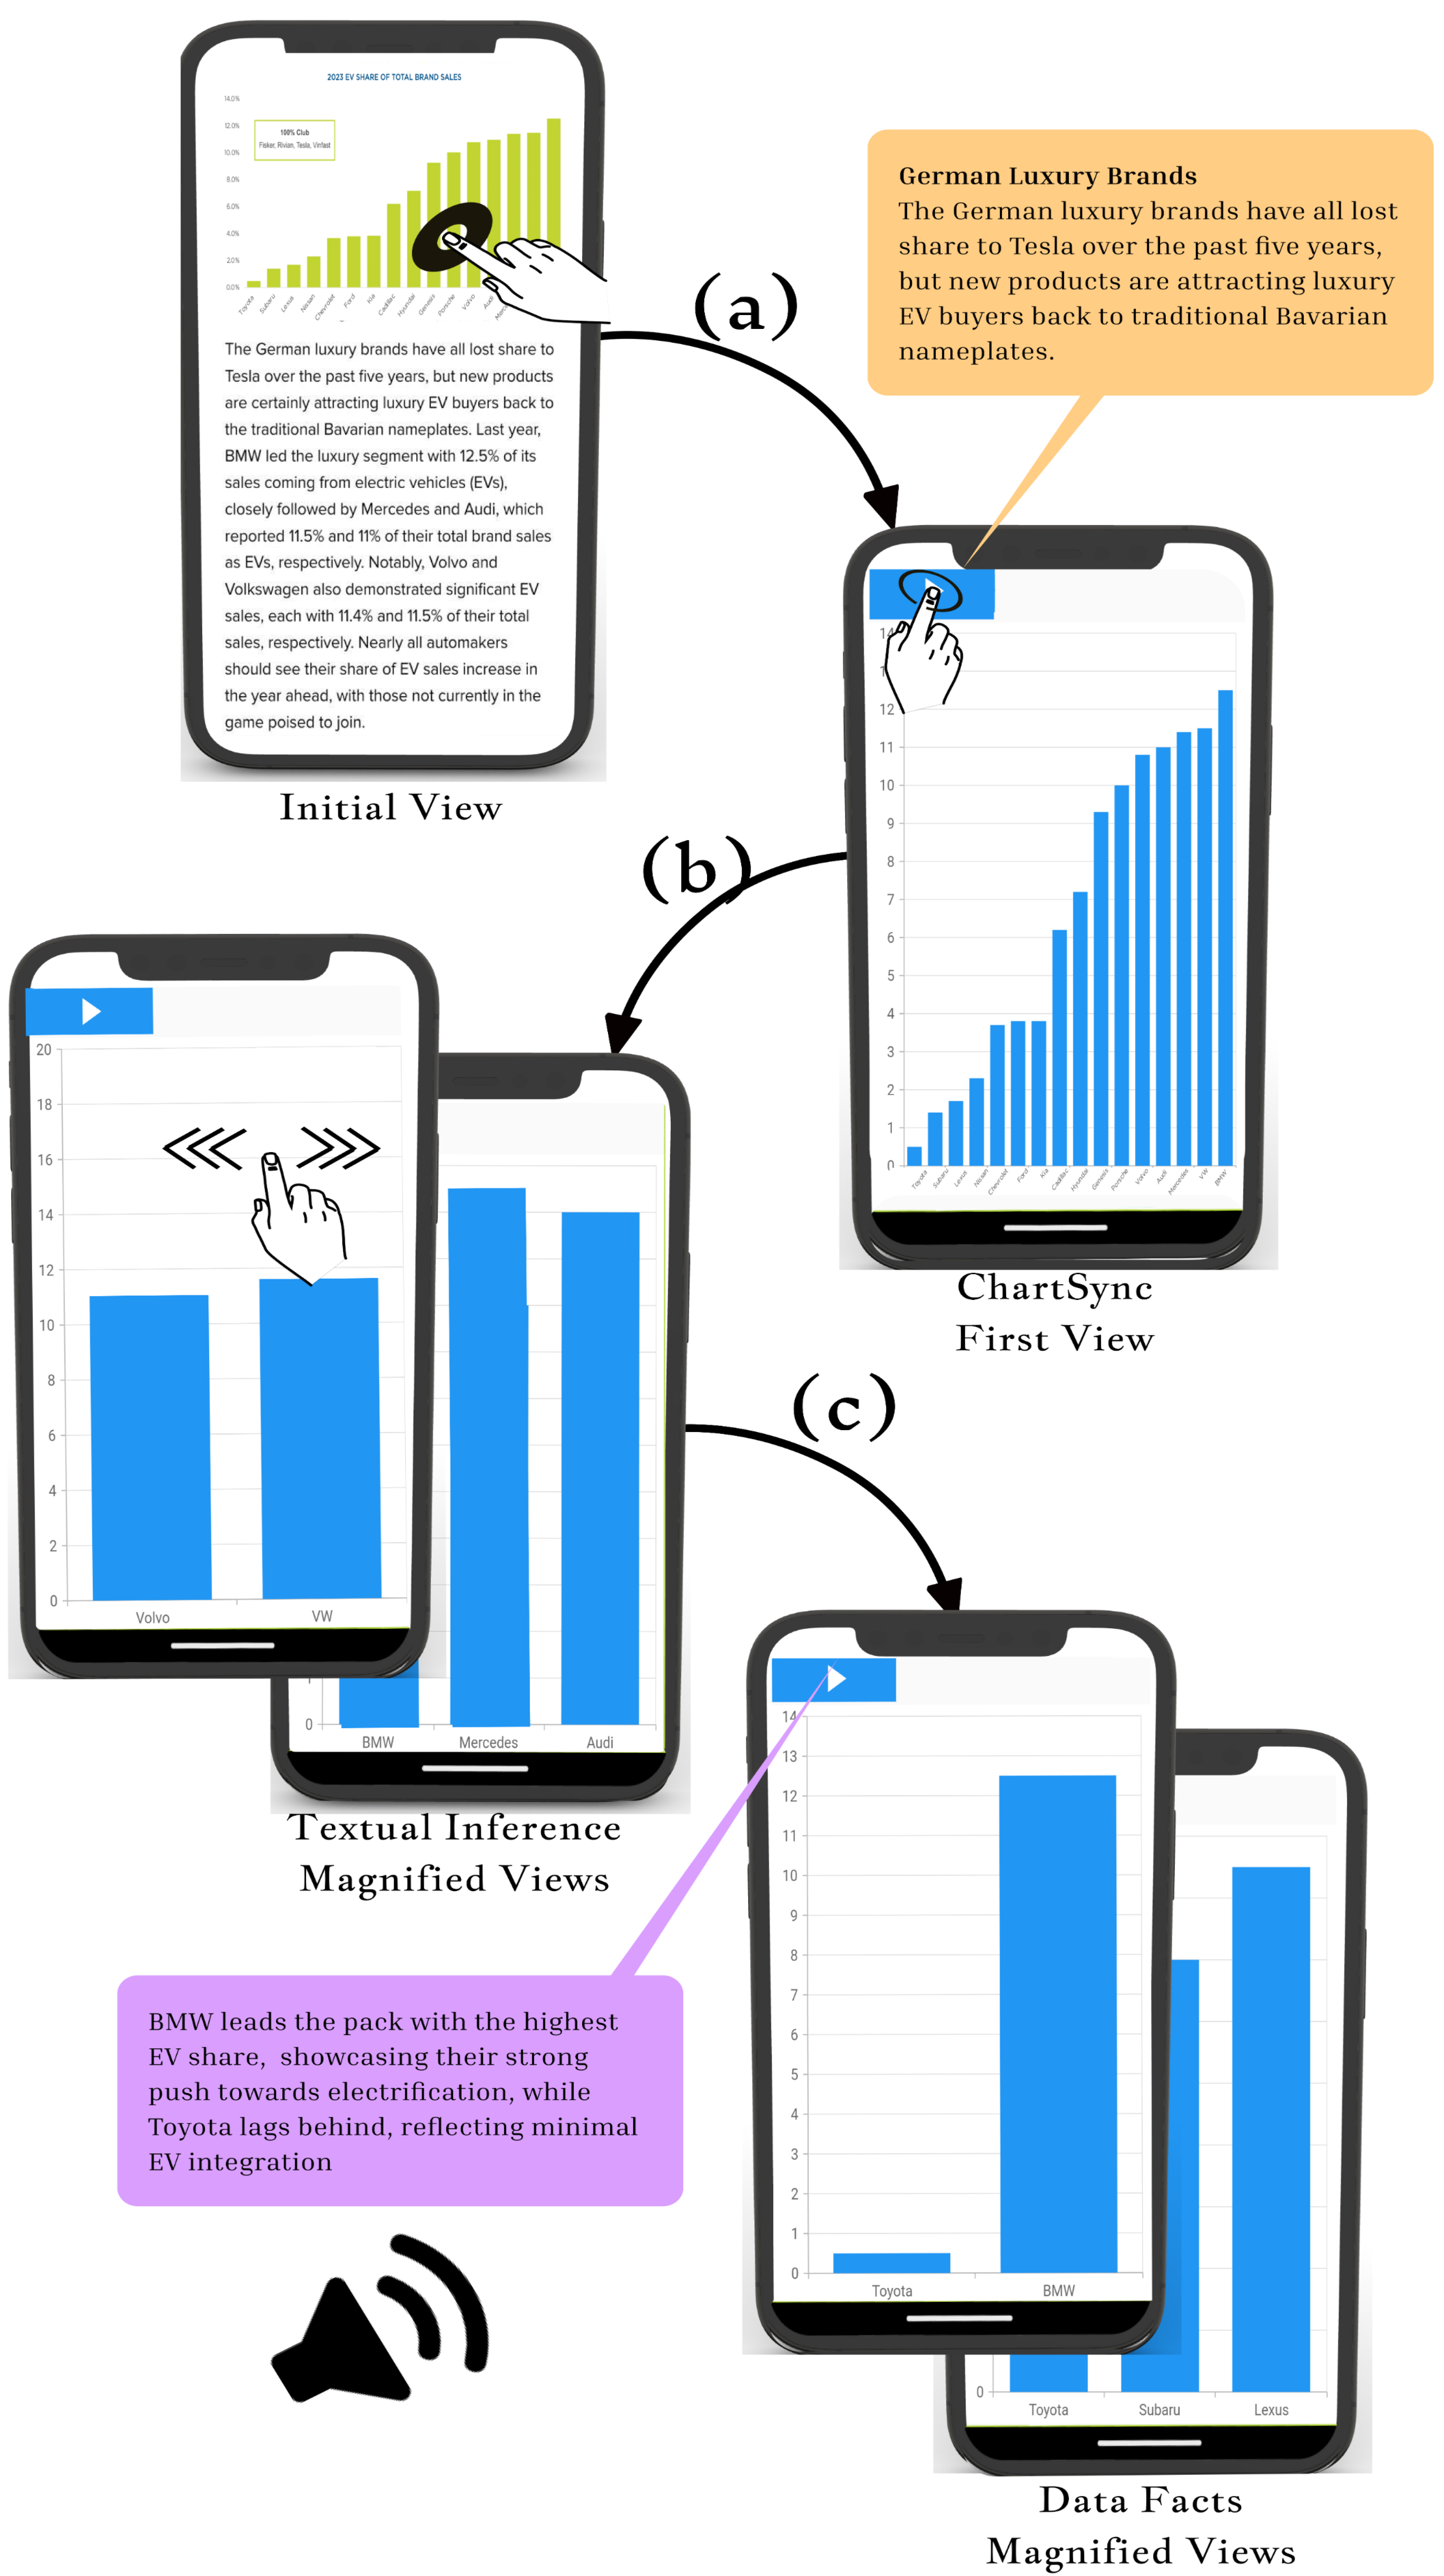 2023 EV SHARE OF TOTAL BRAND SALES
14.0%
12.0%
10.0%
8.0%
6.0%
4.0%
2.0%
0.0%
100% Club
Fisker, Rivian, Tesla, Vinfast
Toyota
Subaru
Lexus
Nissan
Chevrolet
Ford
Kia
Cadillac
Hyundai
Genesis
Porsche
Volvo
Audi
The German luxury brands have all lost share to
Tesla over the past five years, but new products
are certainly attracting luxury EV buyers back to
the traditional Bavarian nameplates. Last year,
BMW led the luxury segment with 12.5% of its
sales coming from electric vehicles (EVs),
closely followed by Mercedes and Audi, which
reported 11.5% and 11% of their total brand sales
as EVs, respectively. Notably, Volvo and
Volkswagen also demonstrated significant EV
sales, each with 11.4% and 11.5% of their total
sales, respectively. Nearly all automakers
should see their share of EV sales increase in
the year ahead, with those not currently in the
game poised to join.
Initial View
(a)
German Luxury Brands
The German luxury brands have all lost
share to Tesla over the past five years,
but new products are attracting luxury
EV buyers back to traditional Bavarian
nameplates.
12
11
10
9
8
7
6
5
4
3
2
1
0
Toyota
Subaru
Lexus
Nissan
Chevrolet
Ford
Kia
Cadillac
Hyundai
Genesis
Porsche
Volvo
Audi
Mercedes
VW
BMW
ChartSync
First View
(b)
20
18
16
14
12
10
8
6
4
2
0
Volvo
VW
0
BMW
Mercedes
Audi
Textual Inference
Magnified Views
(c)
14
13
12
11
10
9
8
7
6
5
4
3
2
1
0
Toyota
BMW
0
Toyota
Subaru
Lexus
BMW leads the pack with the highest
EV share, showcasing their strong
push towards electrification, while
Toyota lags behind, reflecting minimal
EV integration
Data Facts
Magnified Views